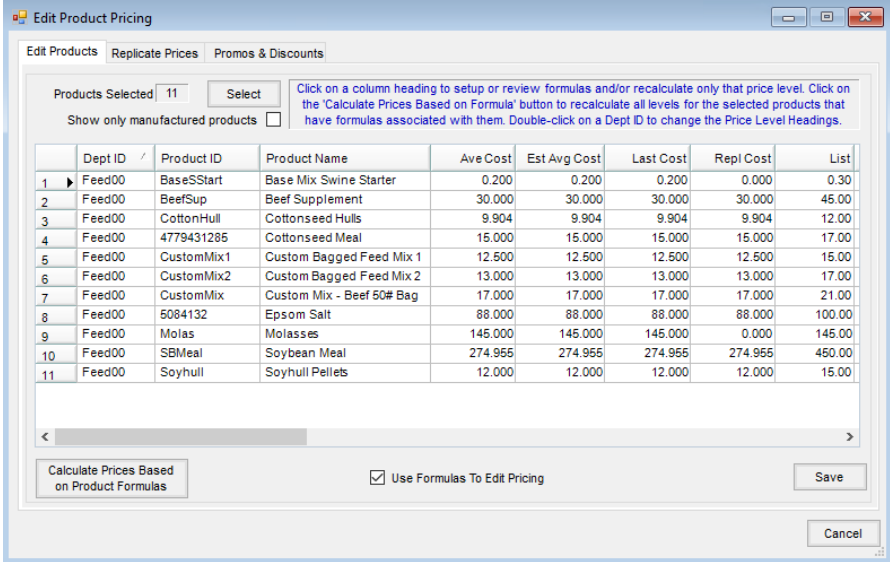 Edit Product Pricing
Edit Products Replicate Prices Promos & Discounts
Products Selected 11 Select
Show only manufactured products
Click on a column heading to setup or review formulas and/or recalculate only that price level. Click on
the 'Calculate Prices Based on Formula' button to recalculate all levels for the selected products that
have formulas associated with them. Double-click on a Dept ID to change the Price Level Headings.
Dept ID Product ID Product Name Ave Cost Est Avg Cost Last Cost Repl Cost List
1 Feed00 BaseSStart Base Mix Swine Starter 0.200 0.200 0.200 0.000 0.30
2 Feed00 BeefSup Beef Supplement 30.000 30.000 30.000 30.000 45.00
3 Feed00 CottonHull Cottonseed Hulls 9.904 9.904 9.904 9.904 12.00
4 Feed00 4779431285 Cottonseed Meal 15.000 15.000 15.000 15.000 17.00
5 Feed00 CustomMix1 Custom Bagged Feed Mix 1 12.500 12.500 12.500 12.500 15.00
6 Feed00 CustomMix2 Custom Bagged Feed Mix 2 13.000 13.000 13.000 13.000 17.00
7 Feed00 CustomMix Custom Mix - Beef 50# Bag 17.000 17.000 17.000 17.000 21.00
8 Feed00 5084132 Epsom Salt 88.000 88.000 88.000 88.000 100.00
9 Feed00 Molas Molasses 145.000 145.000 145.000 0.000 145.00
10 Feed00 SBMeal Soybean Meal 274.955 274.955 274.955 274.955 450.00
11 Feed00 Soyhull Soyhull Pellets 12.000 12.000 12.000 12.000 15.00
Calculate Prices Based
on Product Formulas
Use Formulas To Edit Pricing
Save
Cancel